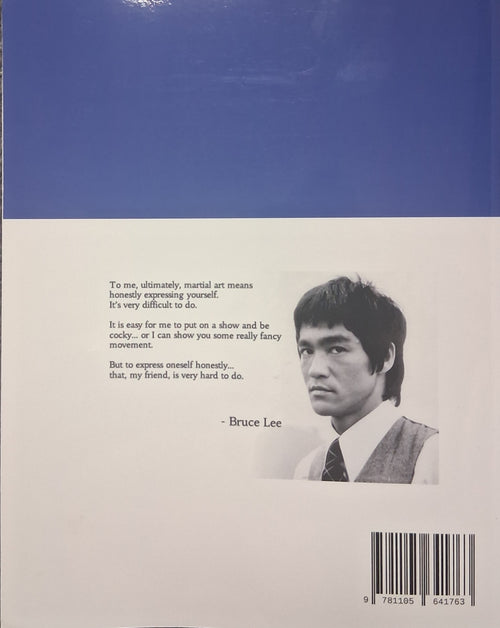 To me, ultimately, martial art means
honestly expressing yourself.
It's very difficult to do.
It is easy for me to put on a show and be
cocky... or I can show you some really fancy
movement.
But to express oneself honestly...
that, my friend, is very hard to do.
- Bruce Lee
9 781105 641763